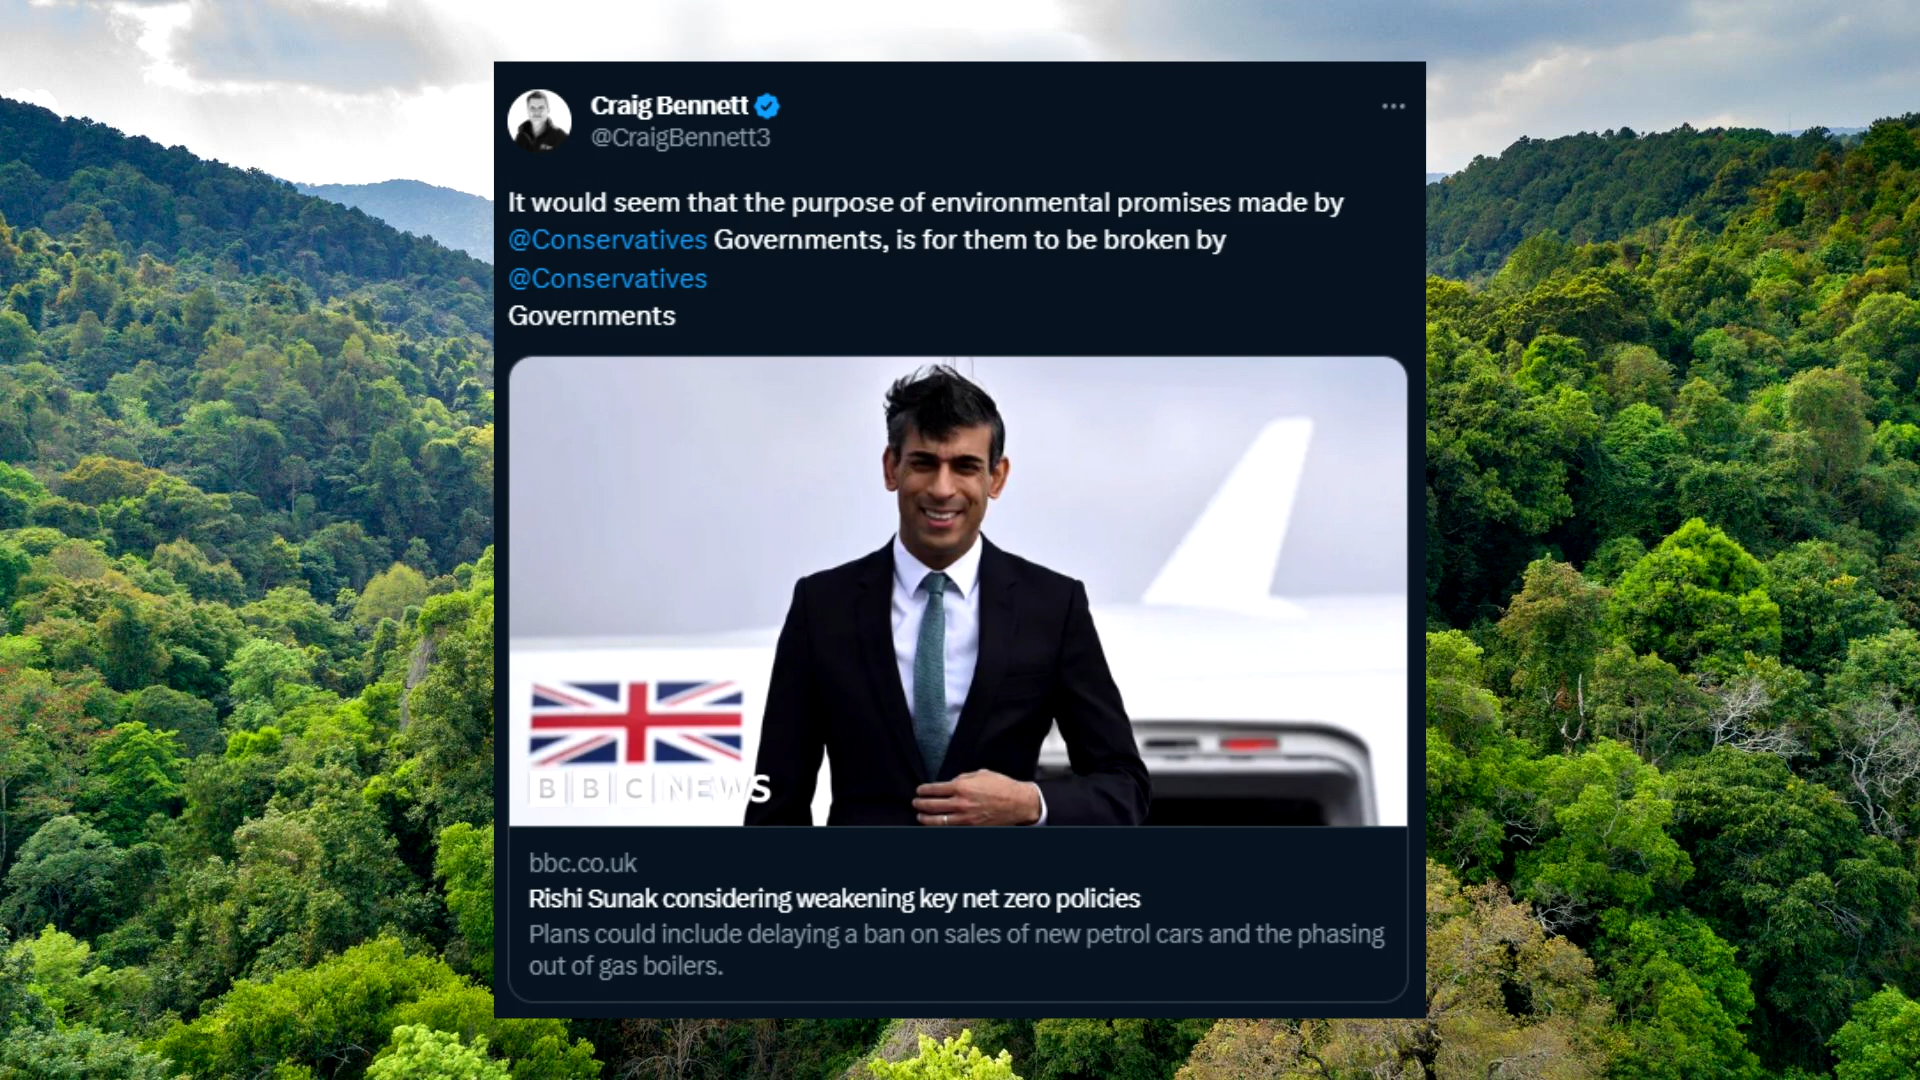 Craig Bennett
@CraigBennett3
It would seem that the purpose of environmental promises made by
@Conservatives Governments, is for them to be broken by
@Conservatives
Governments
BBC NEWS
bbc.co.uk
Rishi Sunak considering weakening key net zero policies
Plans could include delaying a ban on sales of new petrol cars and the phasing
out of gas boilers.